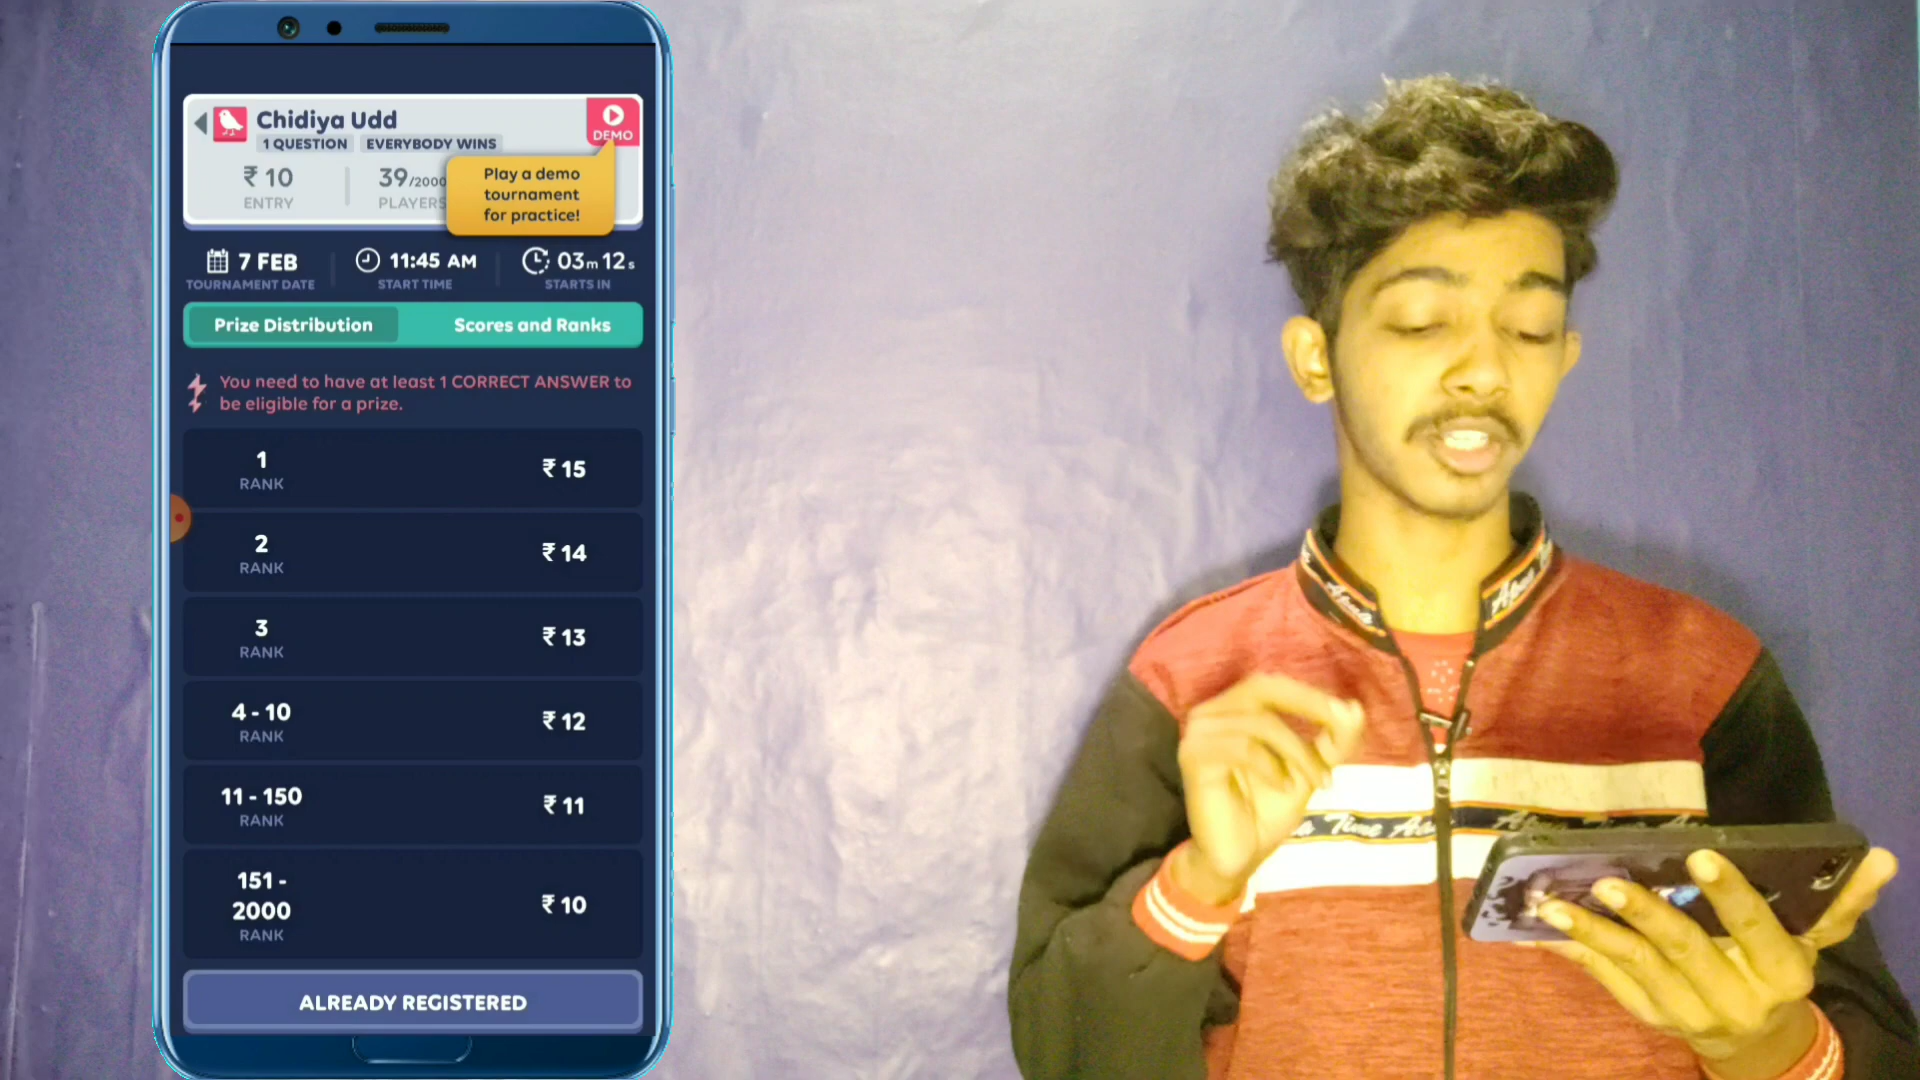 Chidiya Udd
1 QUESTION EVERYBODY WINS
DEMO
₹ 10
ENTRY
39/2000
PLAYERS
Play a demo
tournament
for practice!
7 FEB
TOURNAMENT DATE
11:45 AM
START TIME
03m 12s
STARTS IN
Prize Distribution
Scores and Ranks
You need to have at least 1 CORRECT ANSWER to
be eligible for a prize.
1
RANK
₹ 15
2
RANK
₹ 14
3
RANK
₹ 13
4 - 10
RANK
₹ 12
11 - 150
RANK
₹ 11
151 -
2000
RANK
₹ 10
ALREADY REGISTERED
Time